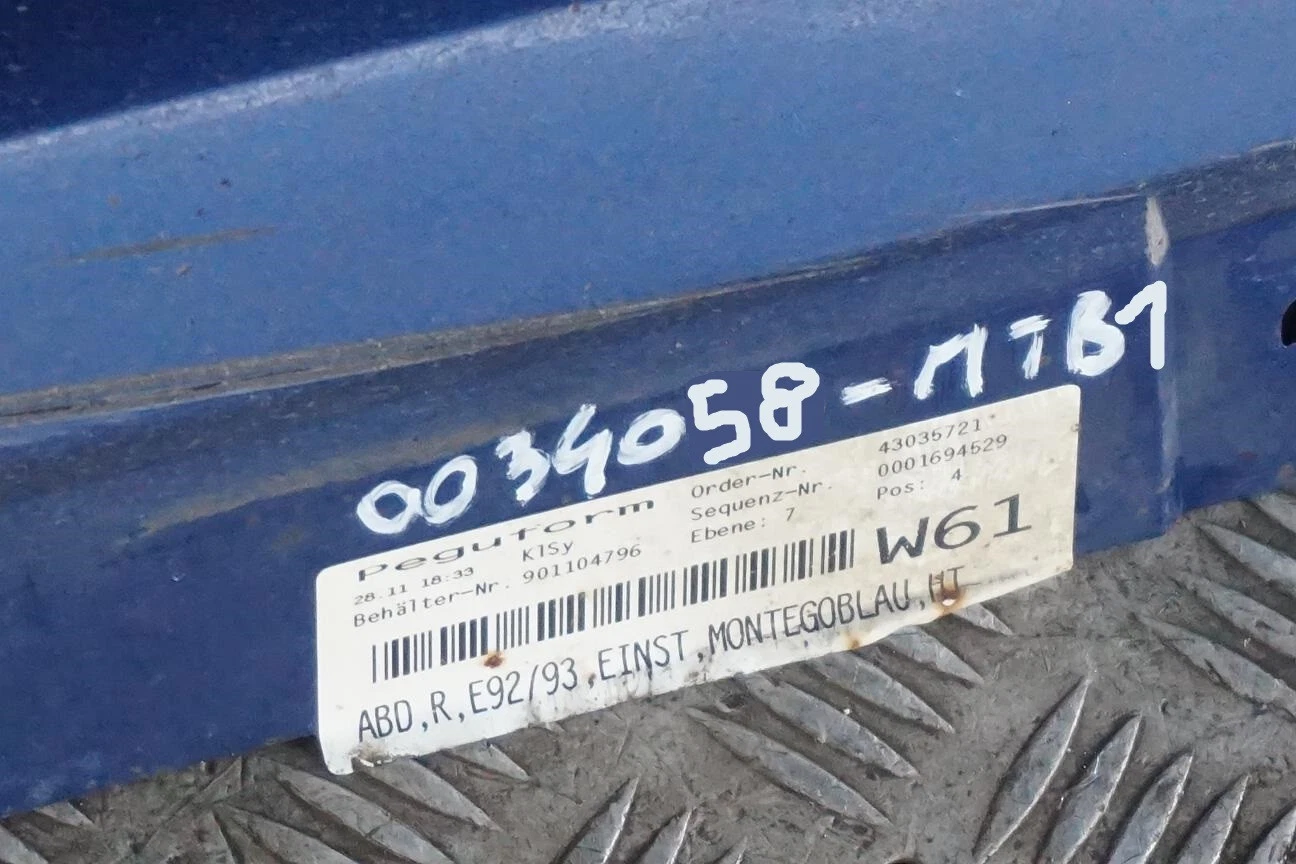 0034058-MTB1
Peguform
28.11 18:33 K1Sy
Behälter-Nr. 901104796
Order-Nr. 43035721
Sequenz-Nr. 0001694529
Ebene: 7 Pos: 4
W61
ABD,R,E92/93,EINST,MONTEGOBLAU,HT